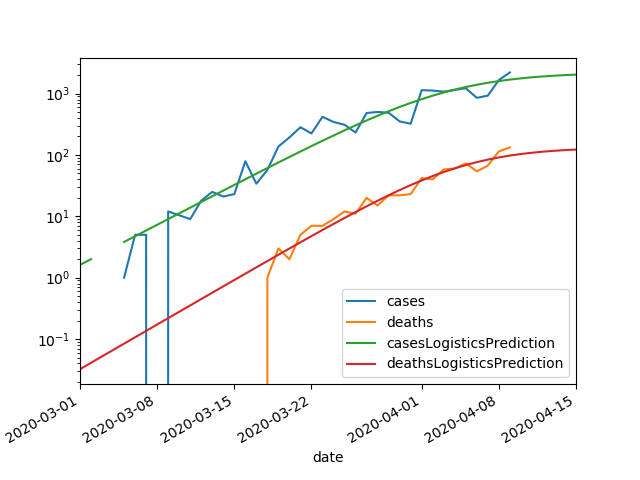 10³
10²
10¹
10⁰
10⁻¹
cases
deaths
casesLogisticsPrediction
deathsLogisticsPrediction
2020-03-01
2020-03-08
2020-03-15
2020-03-22
2020-04-01
2020-04-08
2020-04-15
date